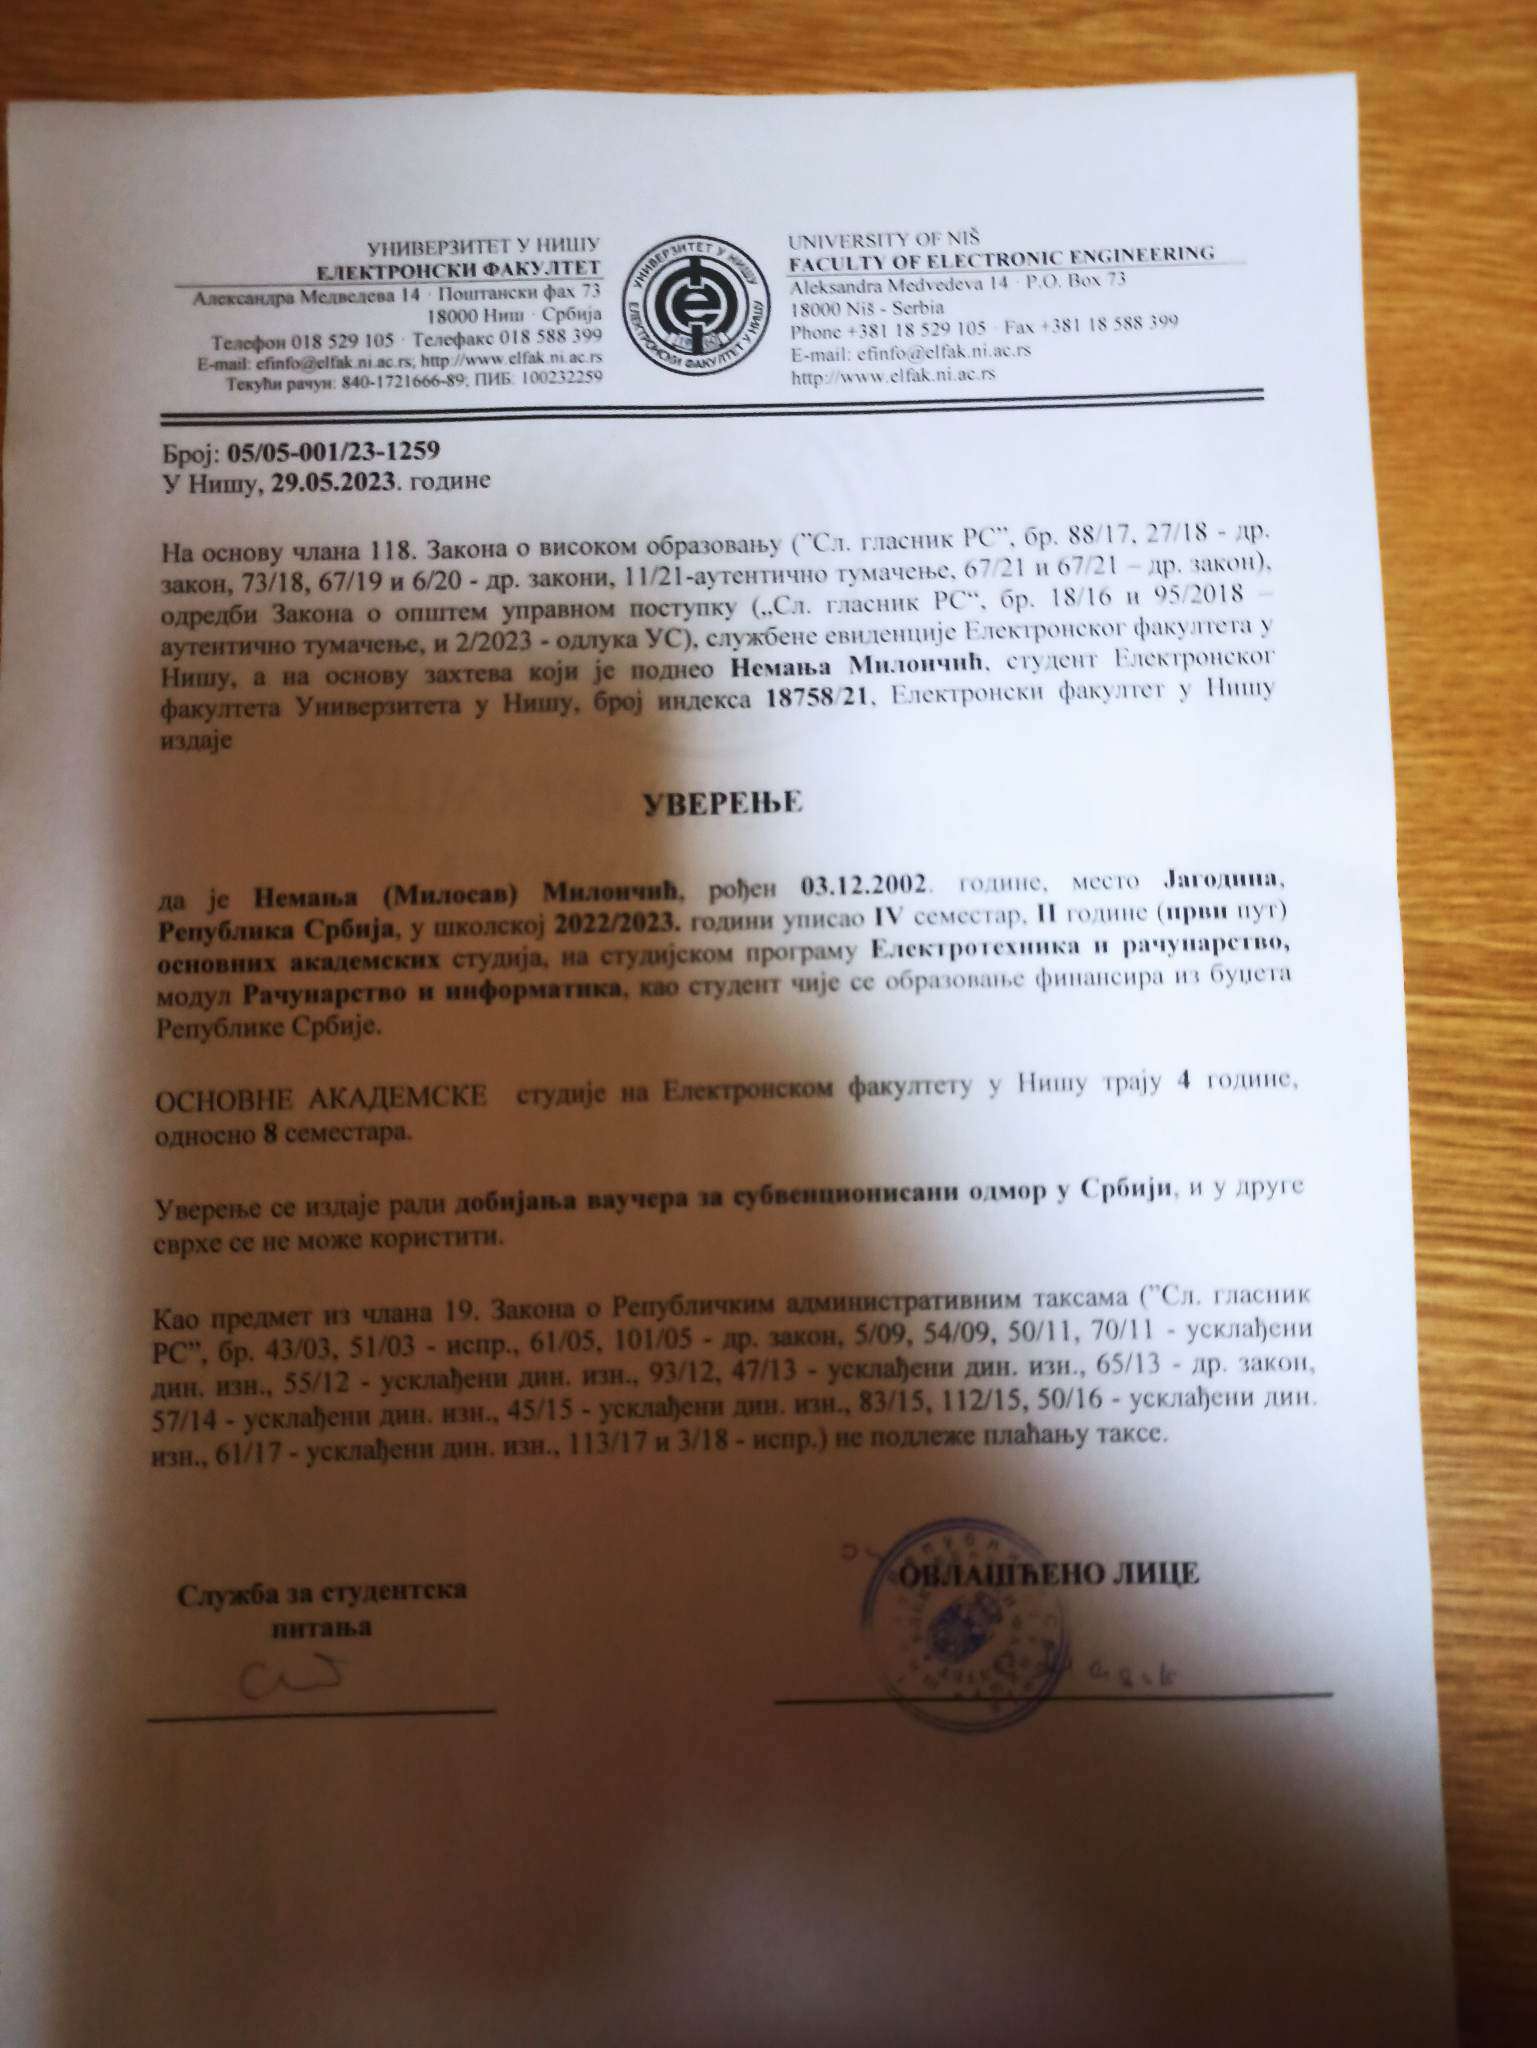 УНИВЕРЗИТЕТ У НИШУ
ЕЛЕКТРОНСКИ ФАКУЛТЕТ
Александра Медведева 14 · Поштански фах 73
18000 Ниш · Србија
Телефон 018 529 105 · Телефакс 018 588 399
E-mail: efinfo@elfak.ni.ac.rs; http://www.elfak.ni.ac.rs
Текући рачун: 840-1721666-89; ПИБ: 100232259
УНИВЕРЗИТЕТ У НИШУ
ЕЛЕКТРОНСКИ ФАКУЛТЕТ У НИШУ
UNIVERSITY OF NIŠ
FACULTY OF ELECTRONIC ENGINEERING
Aleksandra Medvedeva 14 · P.O. Box 73
18000 Niš - Serbia
Phone +381 18 529 105 · Fax +381 18 588 399
E-mail: efinfo@elfak.ni.ac.rs
http://www.elfak.ni.ac.rs
Број: 05/05-001/23-1259
У Нишу, 29.05.2023. године
На основу члана 118. Закона о високом образовању (”Сл. гласник РС”, бр. 88/17, 27/18 - др.
закон, 73/18, 67/19 и 6/20 - др. закони, 11/21-аутентично тумачење, 67/21 и 67/21 – др. закон),
одредби Закона о општем управном поступку („Сл. гласник РС“, бр. 18/16 и 95/2018 –
аутентично тумачење, и 2/2023 - одлука УС), службене евиденције Електронског факултета у
Нишу, а на основу захтева који је поднео Немања Милончић, студент Електронског
факултета Универзитета у Нишу, број индекса 18758/21, Електронски факултет у Нишу
издаје
УВЕРЕЊЕ
да је Немања (Милосав) Милончић, рођен 03.12.2002. године, место Јагодина,
Република Србија, у школској 2022/2023. години уписао IV семестар, II године (први пут)
основних академских студија, на студијском програму Електротехника и рачунарство,
модул Рачунарство и информатика, као студент чије се образовање финансира из буџета
Републике Србије.
ОСНОВНЕ АКАДЕМСКЕ студије на Електронском факултету у Нишу трају 4 године,
односно 8 семестара.
Уверење се издаје ради добијања ваучера за субвенционисани одмор у Србији, и у друге
сврхе се не може користити.
Као предмет из члана 19. Закона о Републичким административним таксама (”Сл. гласник
РС”, бр. 43/03, 51/03 - испр., 61/05, 101/05 - др. закон, 5/09, 54/09, 50/11, 70/11 - усклађени
дин. изн., 55/12 - усклађени дин. изн., 93/12, 47/13 - усклађени дин. изн., 65/13 - др. закон,
57/14 - усклађени дин. изн., 45/15 - усклађени дин. изн., 83/15, 112/15, 50/16 - усклађени дин.
изн., 61/17 - усклађени дин. изн., 113/17 и 3/18 - испр.) не подлеже плаћању таксе.
Служба за студентска
питања
ОВЛАШЋЕНО ЛИЦЕ